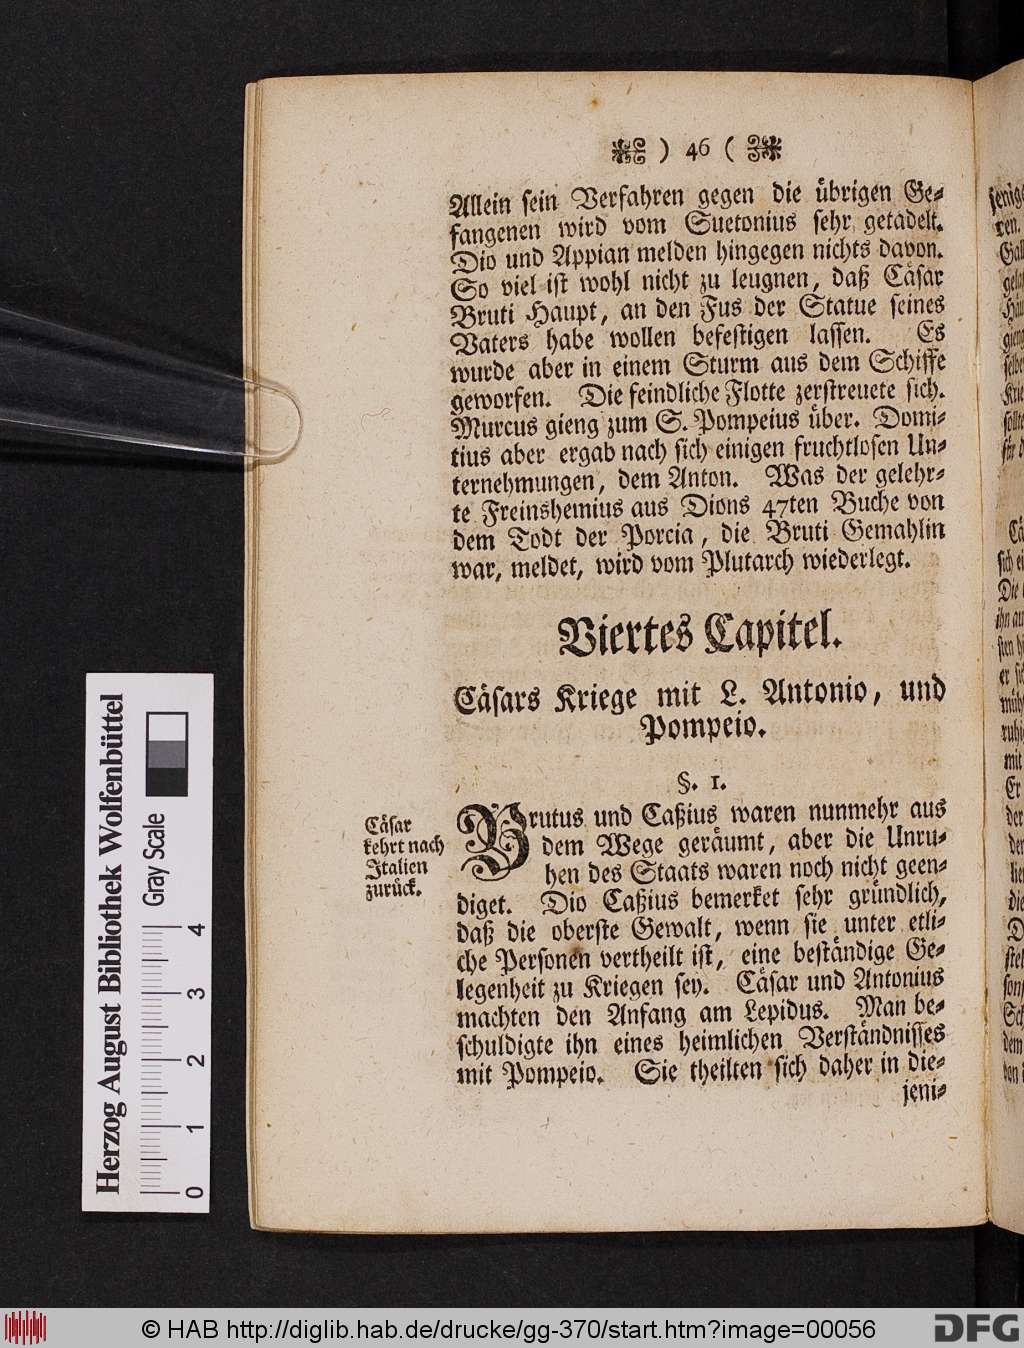 ) 46 (
Allein sein Verfahren gegen die übrigen Ge-
fangenen wird vom Suetonius sehr getadelt.
Dio und Appian melden hingegen nichts davon.
So viel ist wohl nicht zu leugnen, daß Cäsar
Bruti Haupt, an den Fus der Statue seines
Vaters habe wollen befestigen lassen. Es
wurde aber in einem Sturm aus dem Schiffe
geworfen. Die feindliche Flotte zerstreuete sich.
Murcus gieng zum S. Pompeius über. Domi-
tius aber ergab nach sich einigen fruchtlosen Un-
ternehmungen, dem Anton. Was der gelehr-
te Freinshemius aus Dions 47ten Buche von
dem Todt der Porcia, die Bruti Gemahlin
war, meldet, wird vom Plutarch wiederlegt.
Viertes Capitel.
Cäsars Kriege mit L. Antonio, und
Pompeio.
§. 1.
Cäsar
kehrt nach
Italien
zurück.
Brutus und Caßius waren nunmehr aus
dem Wege geräumt, aber die Unru-
hen des Staats waren noch nicht geen-
diget. Dio Caßius bemerket sehr gründlich,
daß die oberste Gewalt, wenn sie unter etli-
che Personen vertheilt ist, eine beständige Ge-
legenheit zu Kriegen sey. Cäsar und Antonius
machten den Anfang am Lepidus. Man be-
schuldigte ihn eines heimlichen Verständnisses
mit Pompeio. Sie theilten sich daher in die-
jeni-
Herzog August Bibliothek Wolfenbüttel
Gray Scale
0 1 2 3 4
© HAB http://diglib.hab.de/drucke/gg-370/start.htm?image=00056
DFG